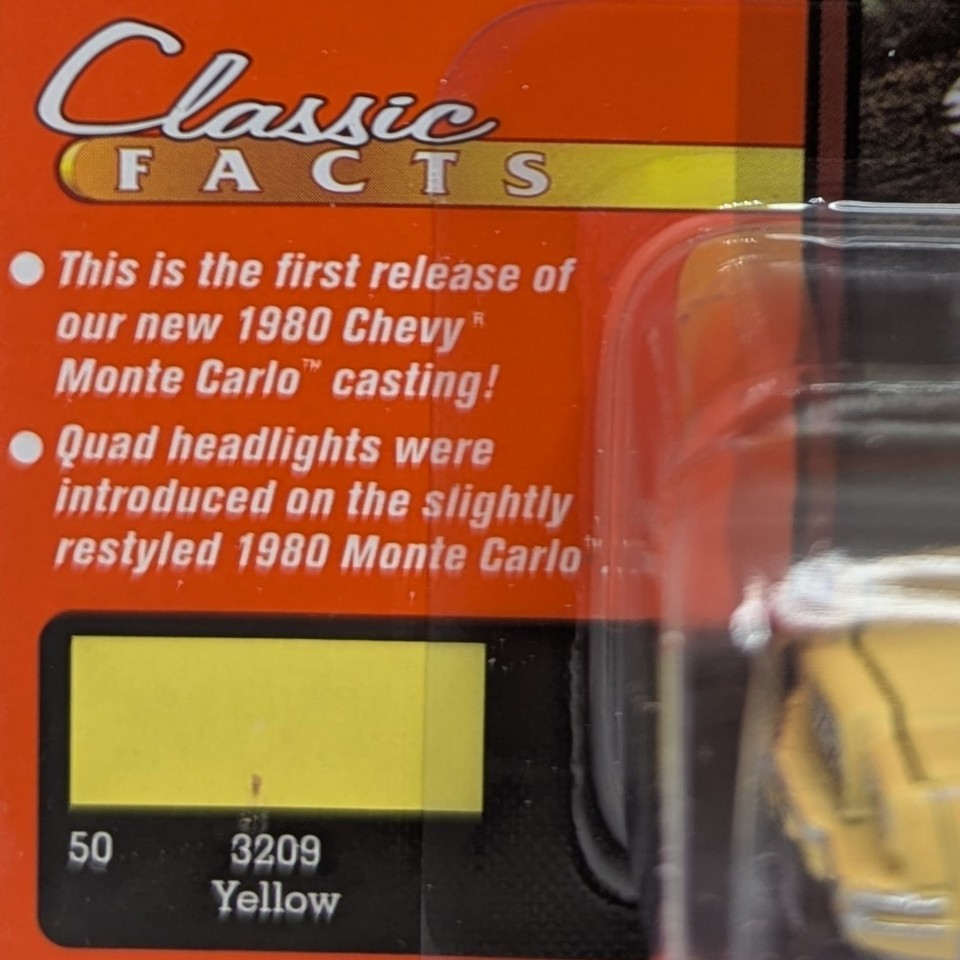 Classic
FACTS
This is the first release of
our new 1980 Chevy®
Monte Carlo™ casting!
Quad headlights were
introduced on the slightly
restyled 1980 Monte Carlo™
50 3209
Yellow